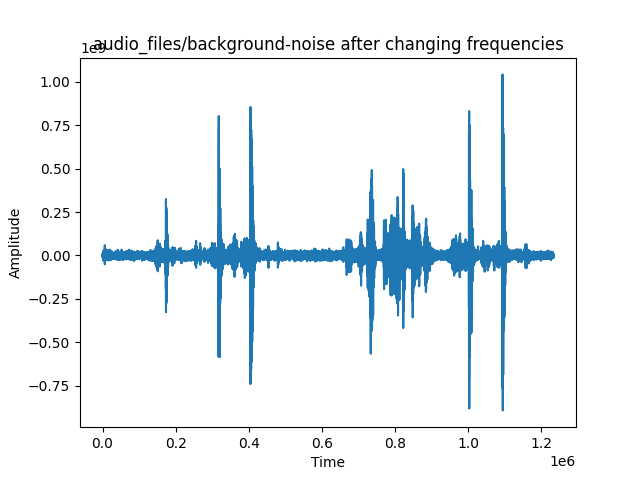 audio_files/background-noise after changing frequencies
1e9
1.00
0.75
0.50
0.25
0.00
−0.25
−0.50
−0.75
Amplitude
0.0 0.2 0.4 0.6 0.8 1.0 1.2
Time
1e6